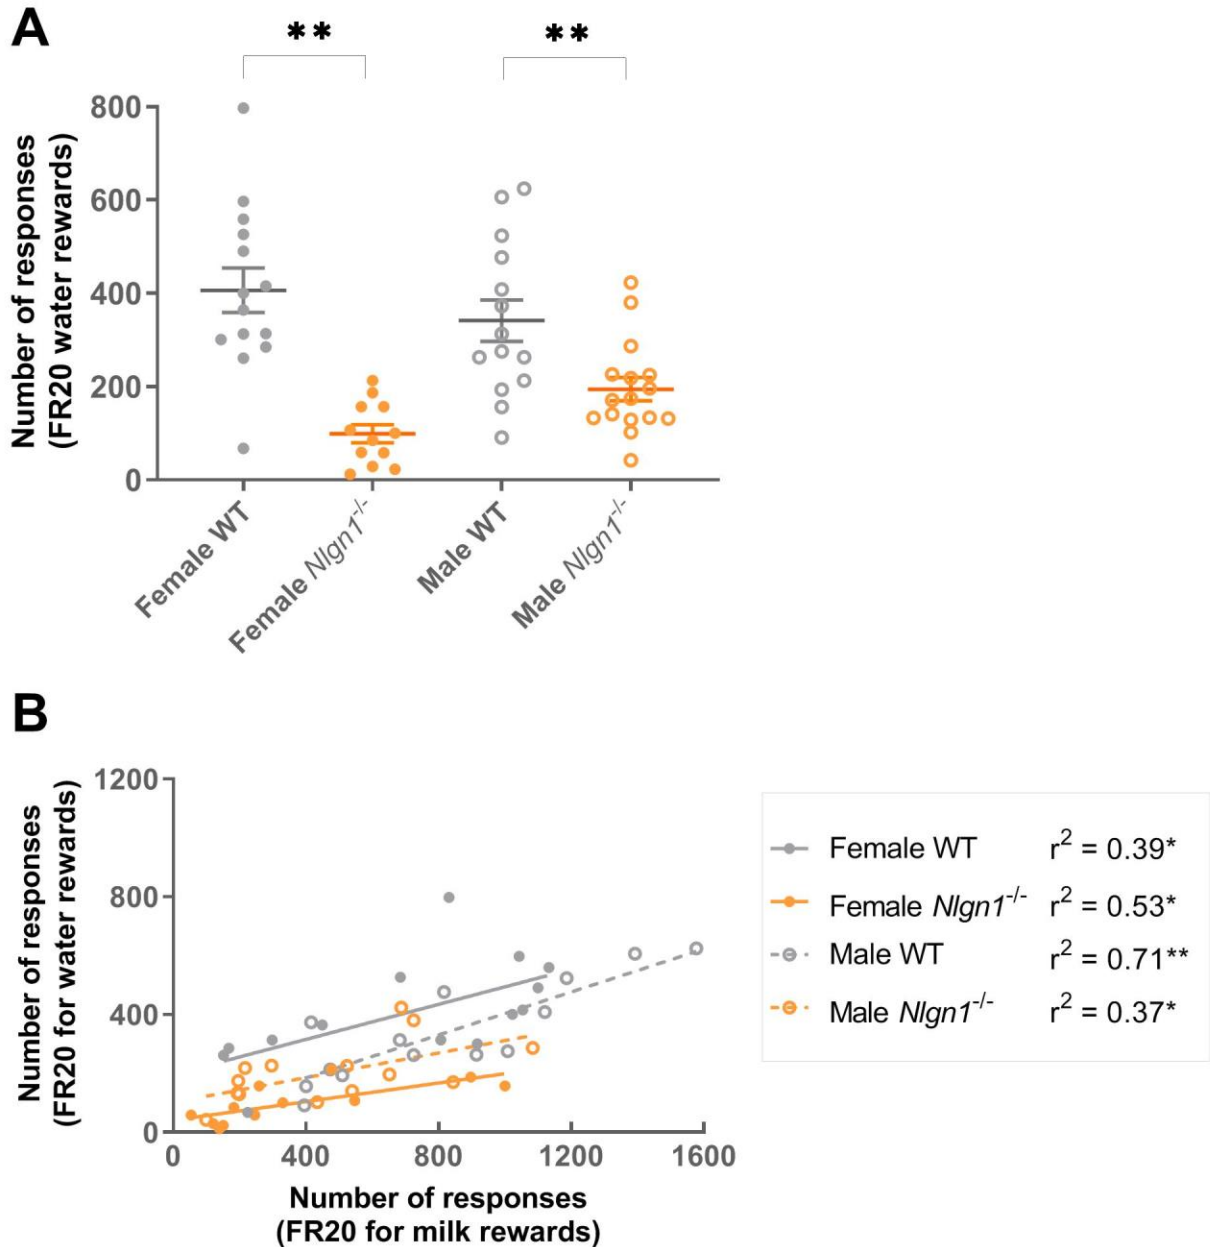 A
** **
Number of responses
(FR20 water rewards)
800
600
400
200
0
Female WT
Female Nlgn1-/-
Male WT
Male Nlgn1-/-
B
Number of responses
(FR20 for water rewards)
1200
800
400
0
0 400 800 1200 1600
Number of responses
(FR20 for milk rewards)
Female WT r2 = 0.39*
Female Nlgn1-/- r2 = 0.53*
Male WT r2 = 0.71**
Male Nlgn1-/- r2 = 0.37*